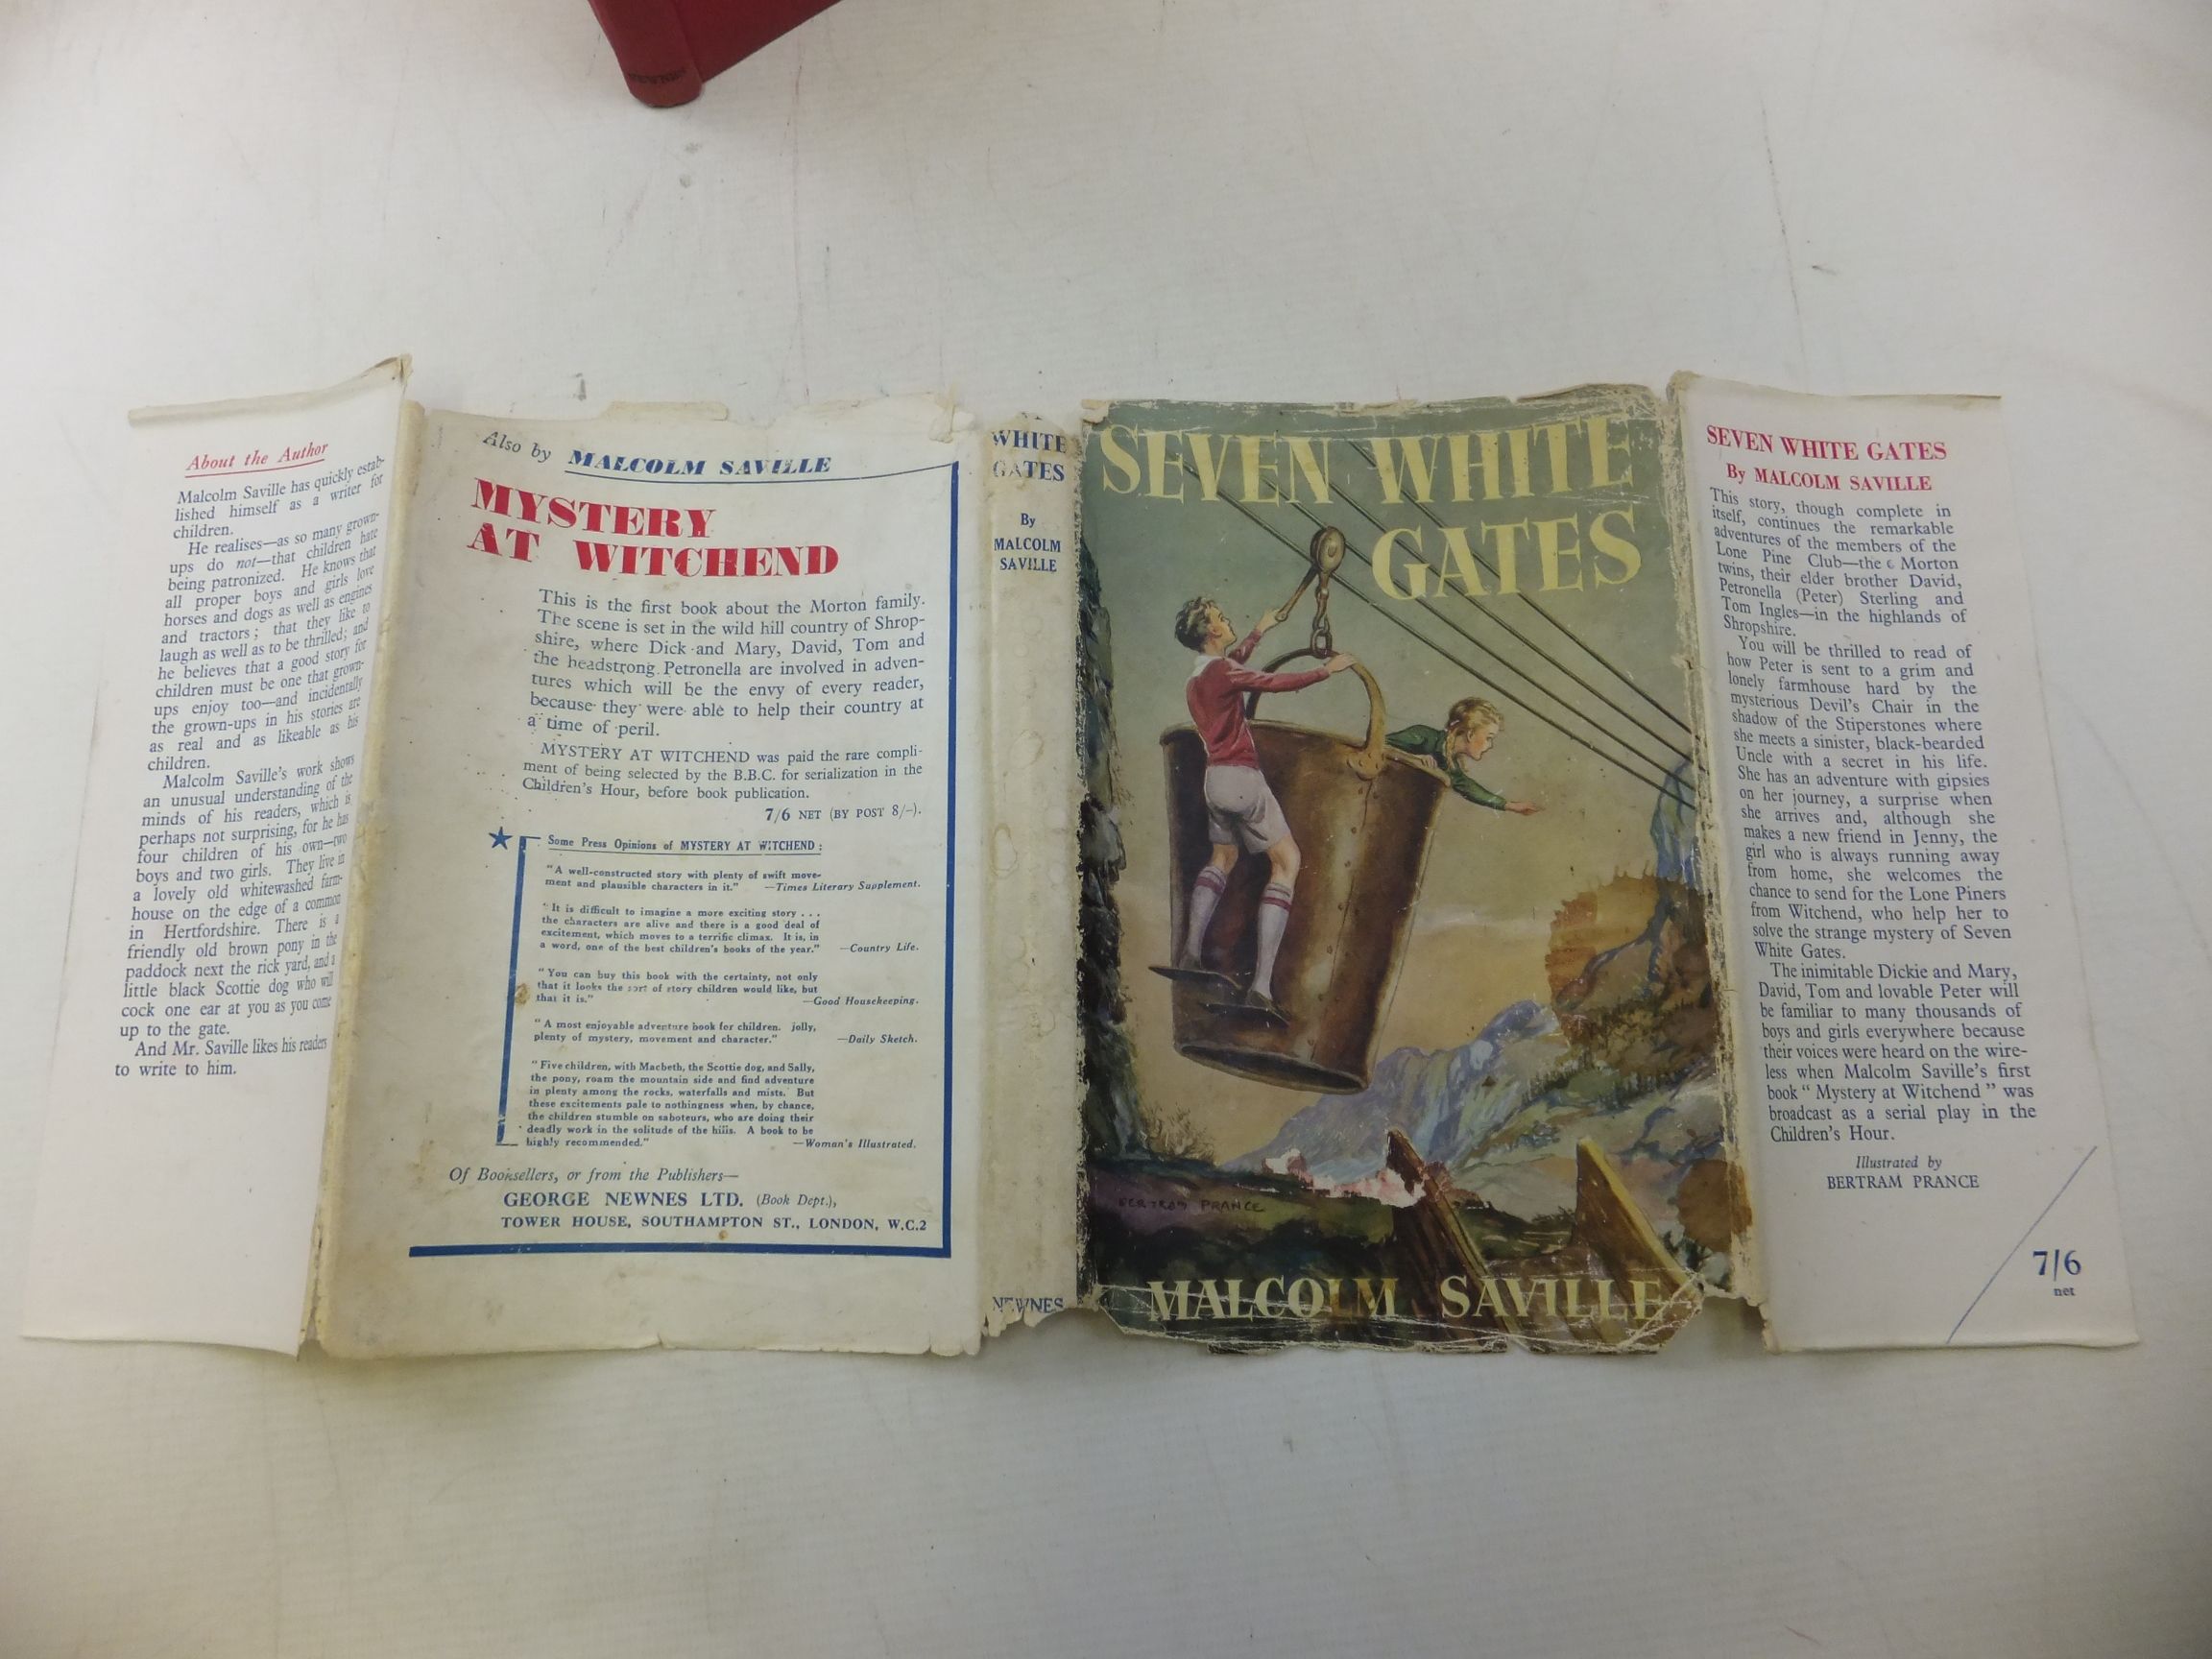 About the Author
Malcolm Saville has quickly estab-
lished himself as a writer for
children.
He realises—as so many grown-
ups do not—that children hate
being patronized. He knows that
all proper boys and girls love
horses and dogs as well as engines
and tractors; that they like to
laugh as well as to be thrilled; and
he believes that a good story for
children must be one that grown-
ups enjoy too—and incidentally
the grown-ups in his stories are
as real and as likeable as his
children.
Malcolm Saville's work shows
an unusual understanding of the
minds of his readers, which is
perhaps not surprising, for he has
four children of his own—two
boys and two girls. They live in
a lovely old whitewashed farm-
house on the edge of a common
in Hertfordshire. There is a
friendly old brown pony in the
paddock next the rick yard, and a
little black Scottie dog who will
cock one ear at you as you come
up to the gate.
And Mr. Saville likes his readers
to write to him.
Also by MALCOLM SAVILLE
MYSTERY
AT WITCHEND
This is the first book about the Morton family.
The scene is set in the wild hill country of Shrop-
shire, where Dick and Mary, David, Tom and
the headstrong Petronella are involved in adven-
tures which will be the envy of every reader,
because they were able to help their country at
a time of peril.
MYSTERY AT WITCHEND was paid the rare compli-
ment of being selected by the B.B.C. for serialization in the
Children's Hour, before book publication.
7/6 NET (BY POST 8/-).
Some Press Opinions of MYSTERY AT WITCHEND:
"A well-constructed story with plenty of swift move-
ment and plausible characters in it." —Times Literary Supplement.
"It is difficult to imagine a more exciting story . . .
the characters are alive and there is a good deal of
excitement, which moves to a terrific climax. It is, in
a word, one of the best children's books of the year." —Country Life.
"You can buy this book with the certainty, not only
that it looks the sort of story children would like, but
that it is." —Good Housekeeping.
"A most enjoyable adventure book for children. jolly,
plenty of mystery, movement and character." —Daily Sketch.
"Five children, with Macbeth, the Scottie dog, and Sally,
the pony, roam the mountain side and find adventure
in plenty among the rocks, waterfalls and mists. But
these excitements pale to nothingness when, by chance,
the children stumble on saboteurs, who are doing their
deadly work in the solitude of the hills. A book to be
highly recommended." —Woman's Illustrated.
Of Booksellers, or from the Publishers—
GEORGE NEWNES LTD. (Book Dept.),
TOWER HOUSE, SOUTHAMPTON ST., LONDON, W.C.2
WHITE
GATES
By
MALCOLM
SAVILLE
NEWNES
SEVEN WHITE
GATES
BERTRAM PRANCE
MALCOLM SAVILLE
SEVEN WHITE GATES
By MALCOLM SAVILLE
This story, though complete in
itself, continues the remarkable
adventures of the members of the
Lone Pine Club—the Morton
twins, their elder brother David,
Petronella (Peter) Sterling and
Tom Ingles—in the highlands of
Shropshire.
You will be thrilled to read of
how Peter is sent to a grim and
lonely farmhouse hard by the
mysterious Devil's Chair in the
shadow of the Stiperstones where
she meets a sinister, black-bearded
Uncle with a secret in his life.
She has an adventure with gipsies
on her journey, a surprise when
she arrives and, although she
makes a new friend in Jenny, the
girl who is always running away
from home, she welcomes the
chance to send for the Lone Piners
from Witchend, who help her to
solve the strange mystery of Seven
White Gates.
The inimitable Dickie and Mary,
David, Tom and lovable Peter will
be familiar to many thousands of
boys and girls everywhere because
their voices were heard on the wire-
less when Malcolm Saville's first
book "Mystery at Witchend" was
broadcast as a serial play in the
Children's Hour.
Illustrated by
BERTRAM PRANCE
7/6
net